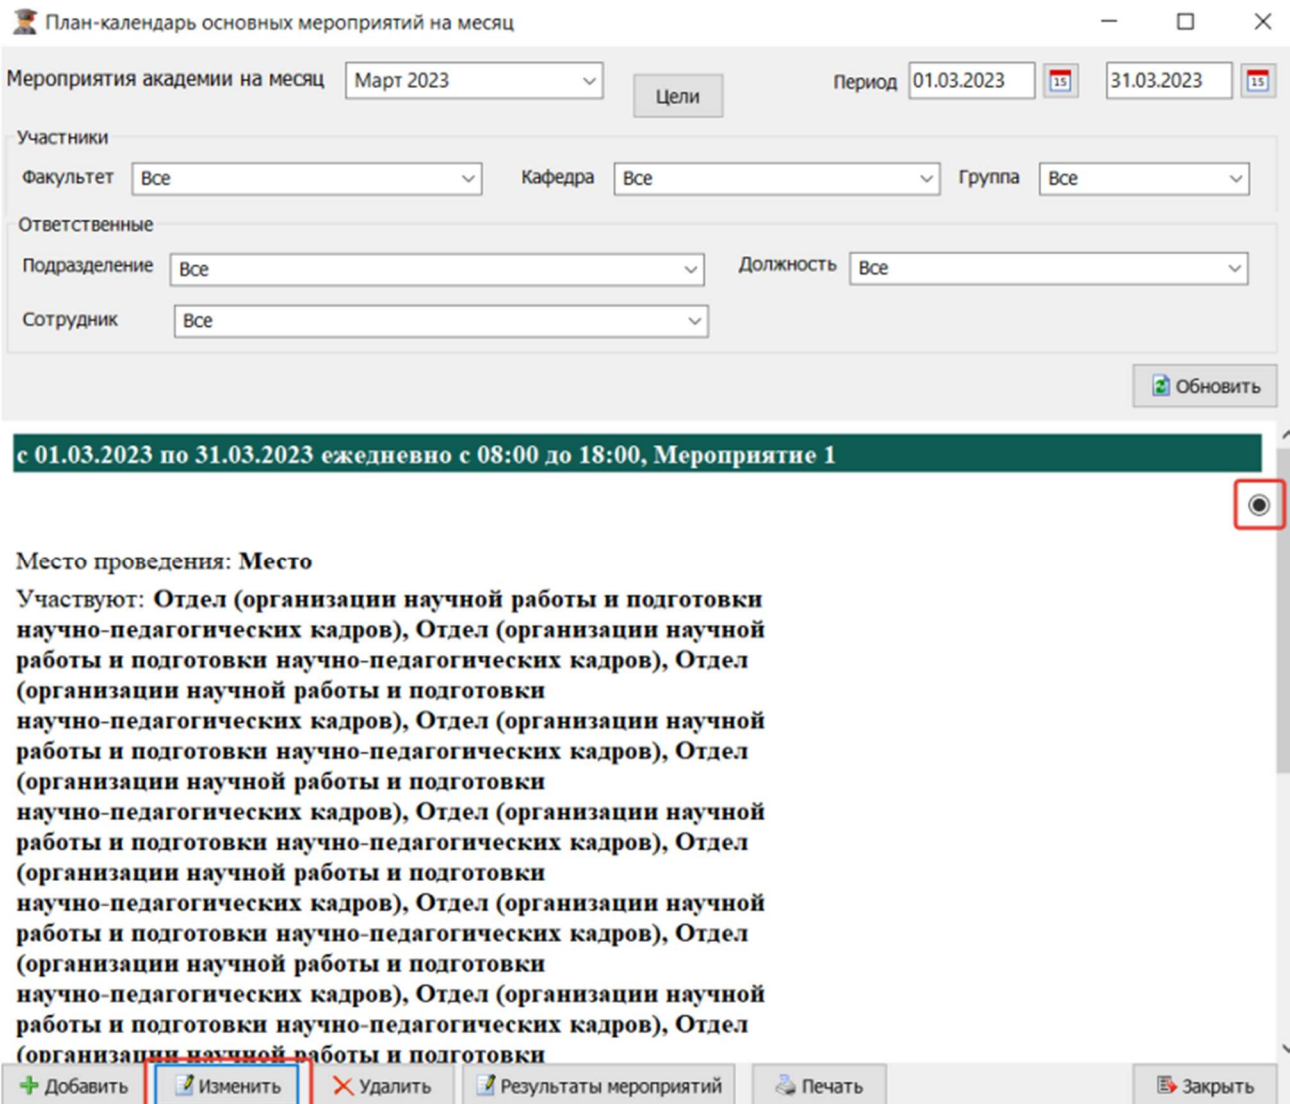 План-календарь основных мероприятий на месяц
Мероприятия академии на месяц Март 2023 Цели Период 01.03.2023 15 31.03.2023 15
Участники
Факультет Все Кафедра Все Группа Все
Ответственные
Подразделение Все Должность Все
Сотрудник Все
Обновить
с 01.03.2023 по 31.03.2023 ежедневно с 08:00 до 18:00, Мероприятие 1
Место проведения: Место
Участвуют: Отдел (организации научной работы и подготовки
научно-педагогических кадров), Отдел (организации научной
работы и подготовки научно-педагогических кадров), Отдел
(организации научной работы и подготовки
научно-педагогических кадров), Отдел (организации научной
работы и подготовки научно-педагогических кадров), Отдел
(организации научной работы и подготовки
научно-педагогических кадров), Отдел (организации научной
работы и подготовки научно-педагогических кадров), Отдел
(организации научной работы и подготовки
научно-педагогических кадров), Отдел (организации научной
работы и подготовки научно-педагогических кадров), Отдел
(организации научной работы и подготовки
научно-педагогических кадров), Отдел (организации научной
работы и подготовки научно-педагогических кадров), Отдел
(организации научной работы и подготовки
Добавить Изменить Удалить Результаты мероприятий Печать Закрыть